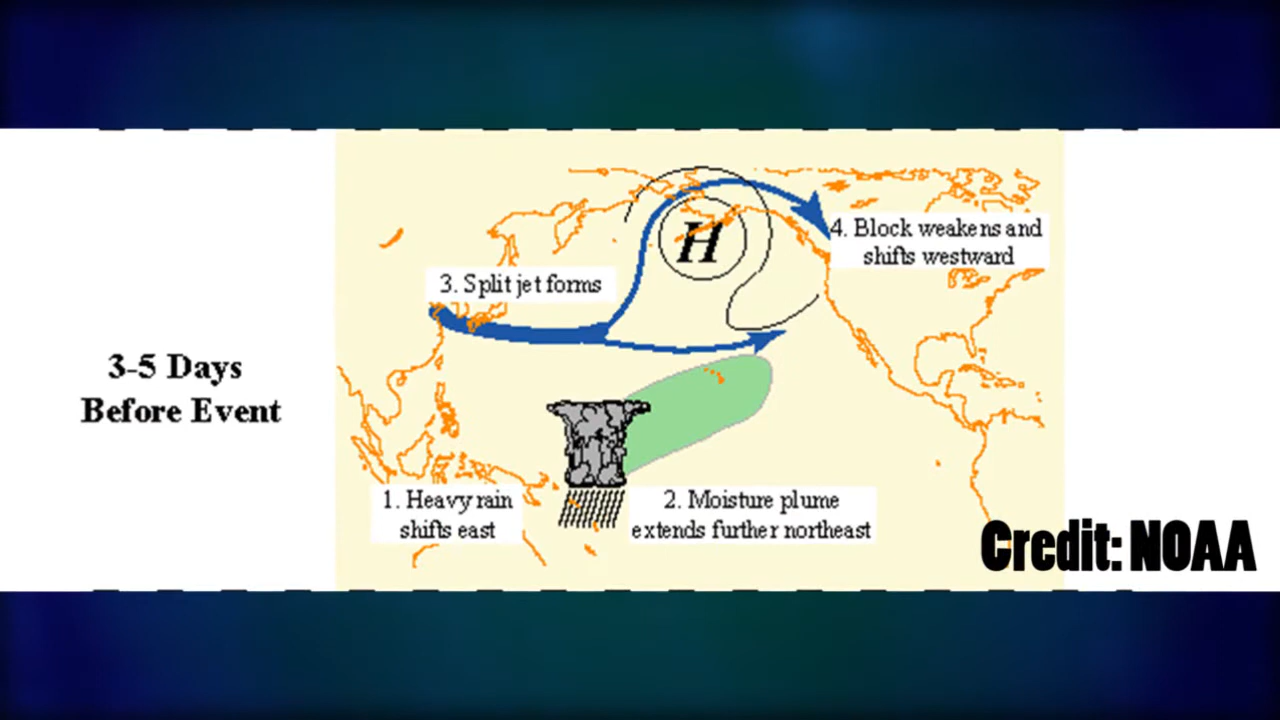 3-5 Days
Before Event
3. Split jet forms
H
4. Block weakens and
shifts westward
1. Heavy rain
shifts east
2. Moisture plume
extends further northeast
Credit: NOAA